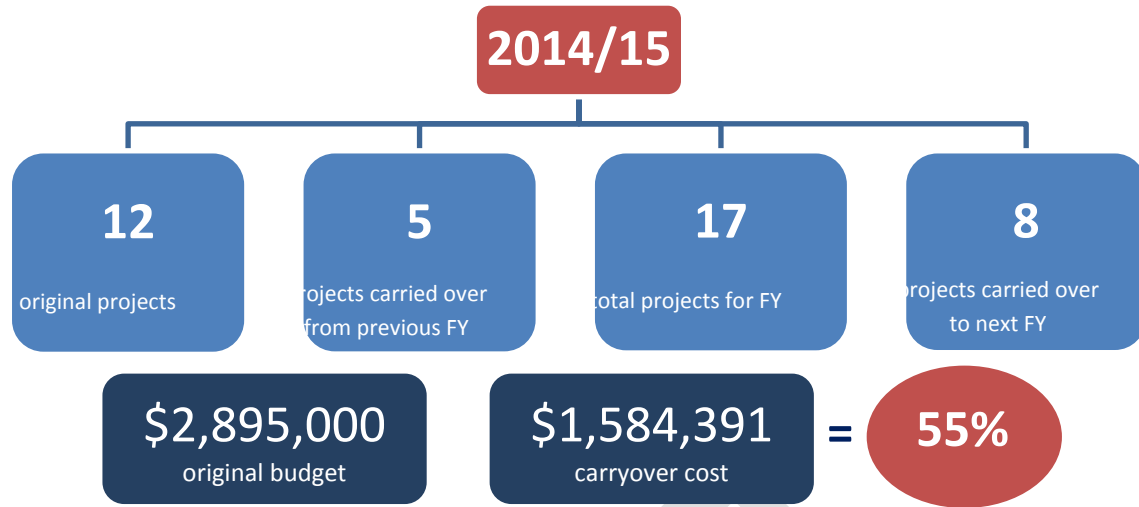 2014/15
12
original projects
5
rojects carried over
from previous FY
17
total projects for FY
8
projects carried over
to next FY
$2,895,000
original budget
$1,584,391
carryover cost
=
55%